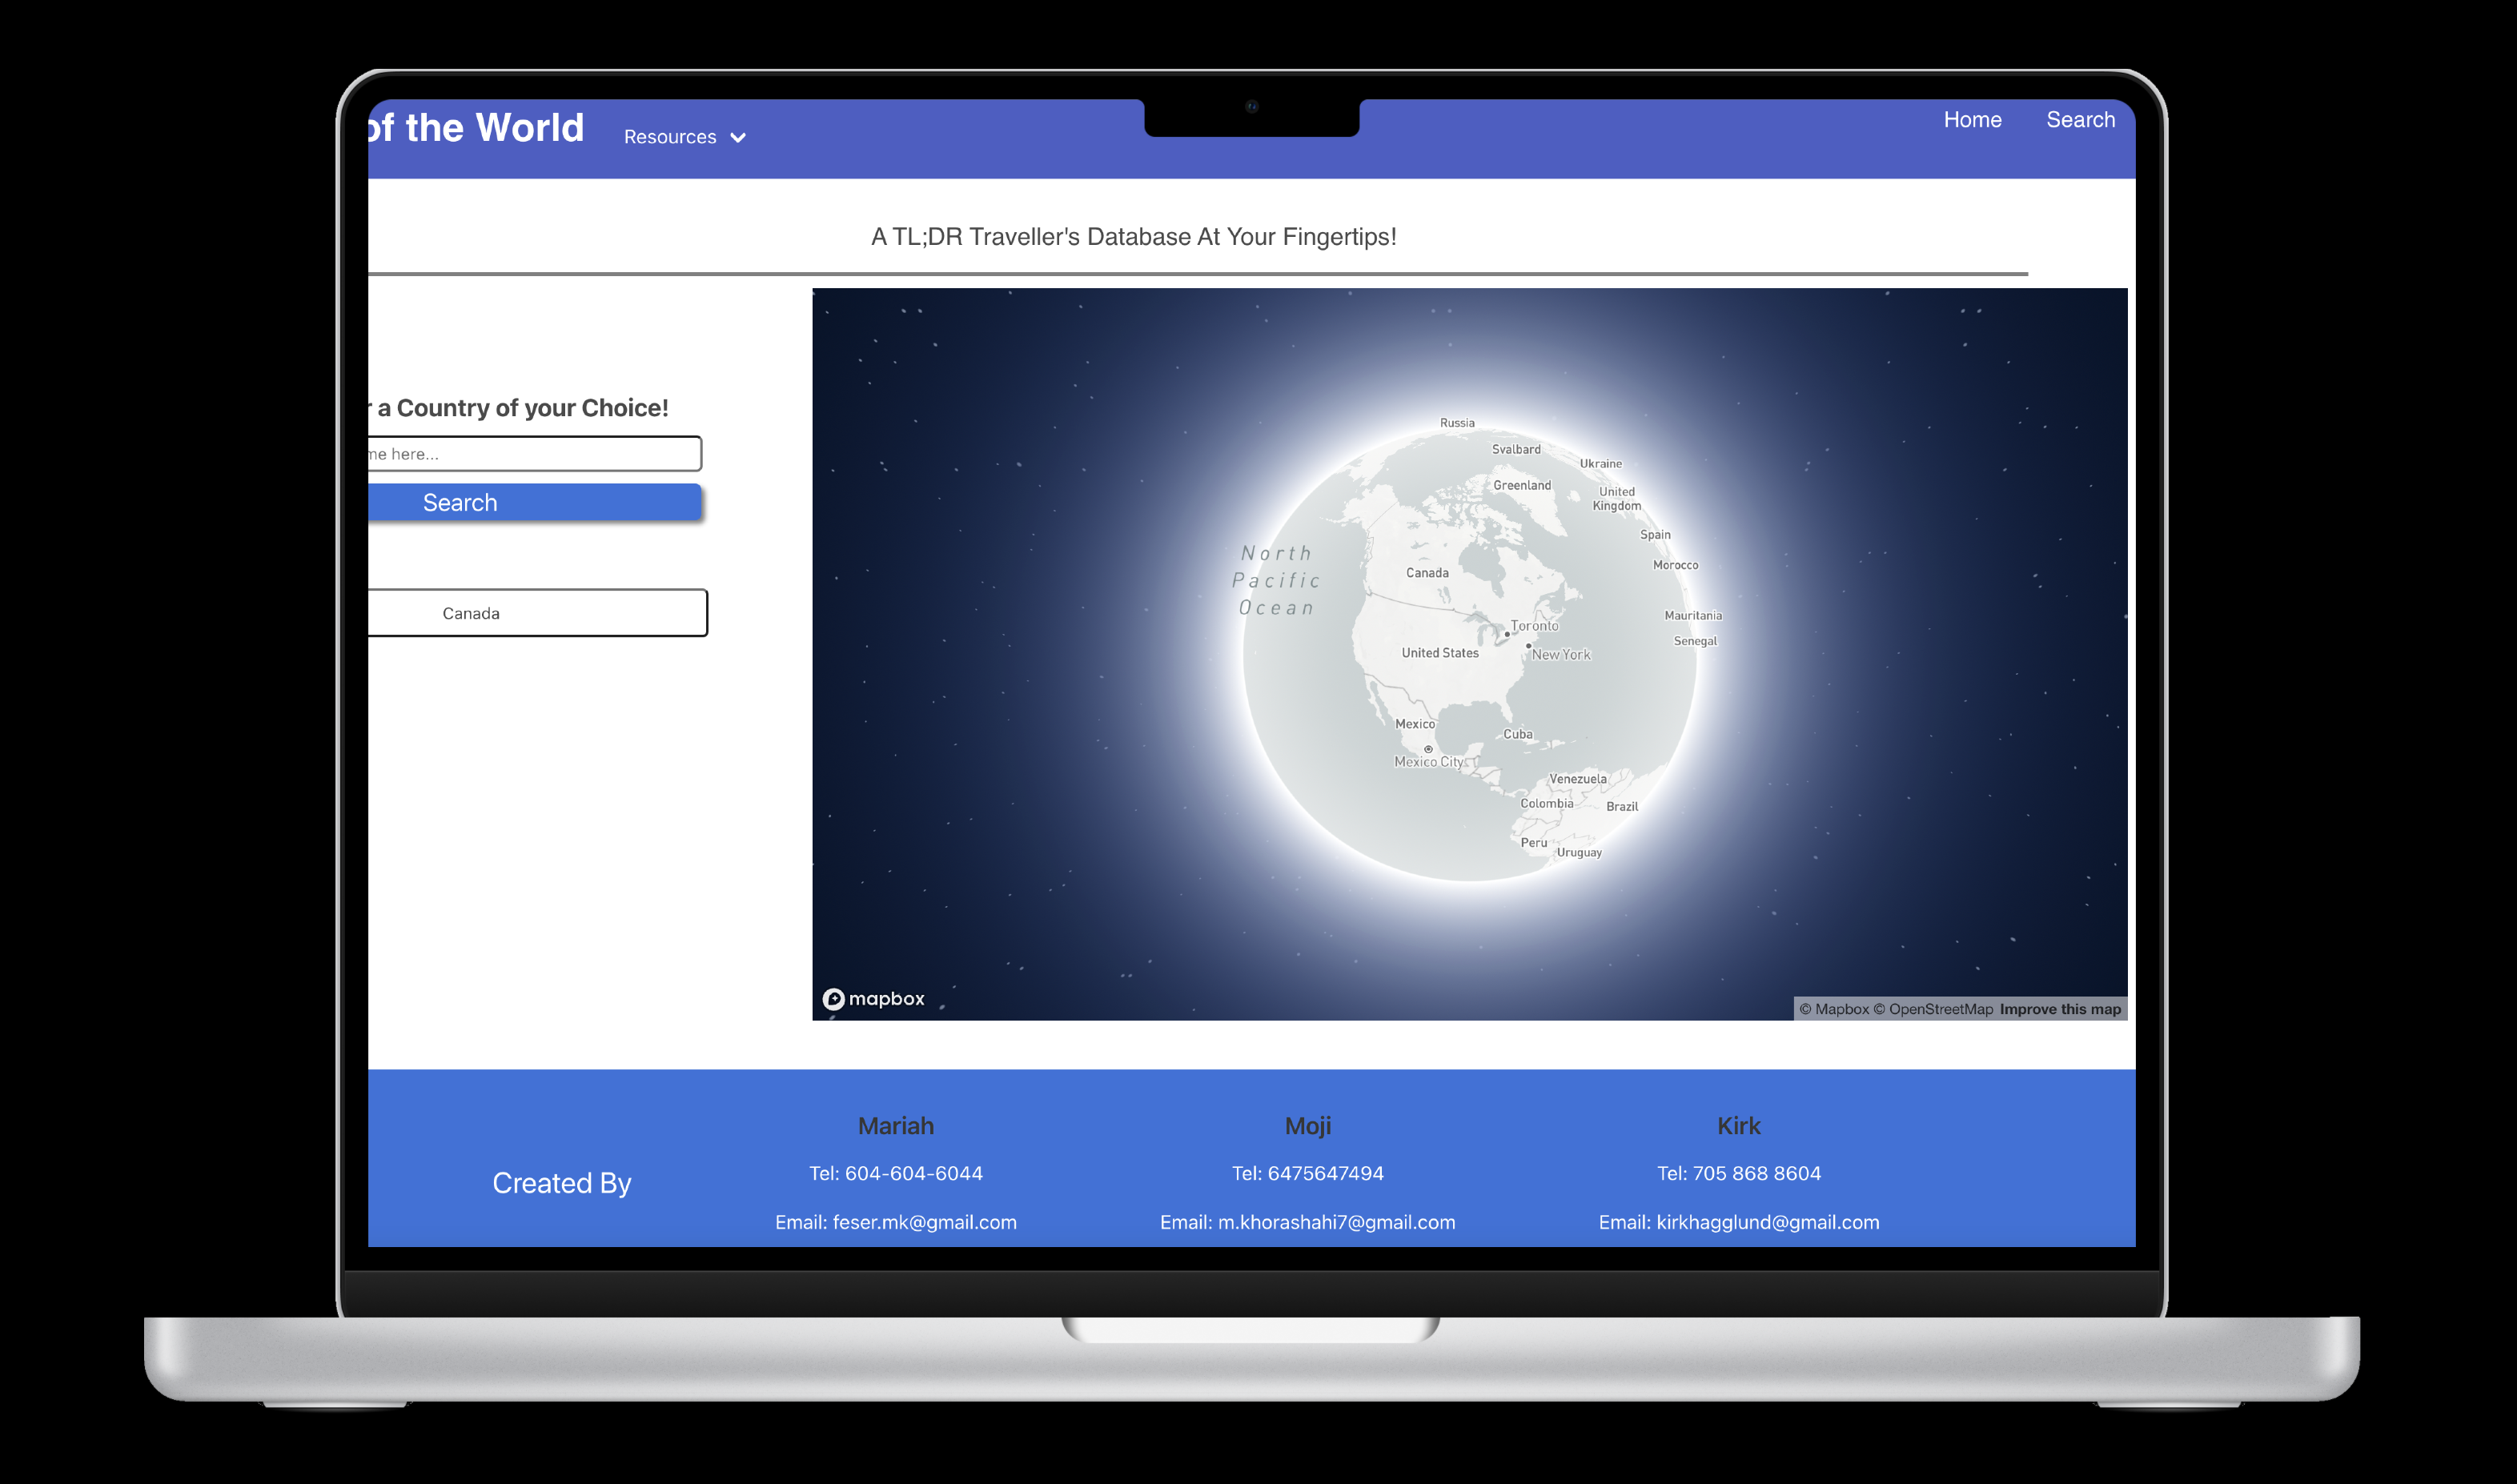 of the World
Resources
Home
Search
A TL;DR Traveller's Database At Your Fingertips!
a Country of your Choice!
me here...
Search
Canada
Russia
Svalbard
Ukraine
Greenland
United
Kingdom
Spain
North
Pacific
Ocean
Morocco
Canada
Mauritania
Toronto
Senegal
United States
New York
Mexico
Cuba
Mexico City
Venezuela
Colombia
Brazil
Peru
Uruguay
mapbox
© Mapbox © OpenStreetMap Improve this map
Created By
Mariah
Tel: 604-604-6044
Email: feser.mk@gmail.com
Moji
Tel: 6475647494
Email: m.khorashahi7@gmail.com
Kirk
Tel: 705 868 8604
Email: kirkhagglund@gmail.com